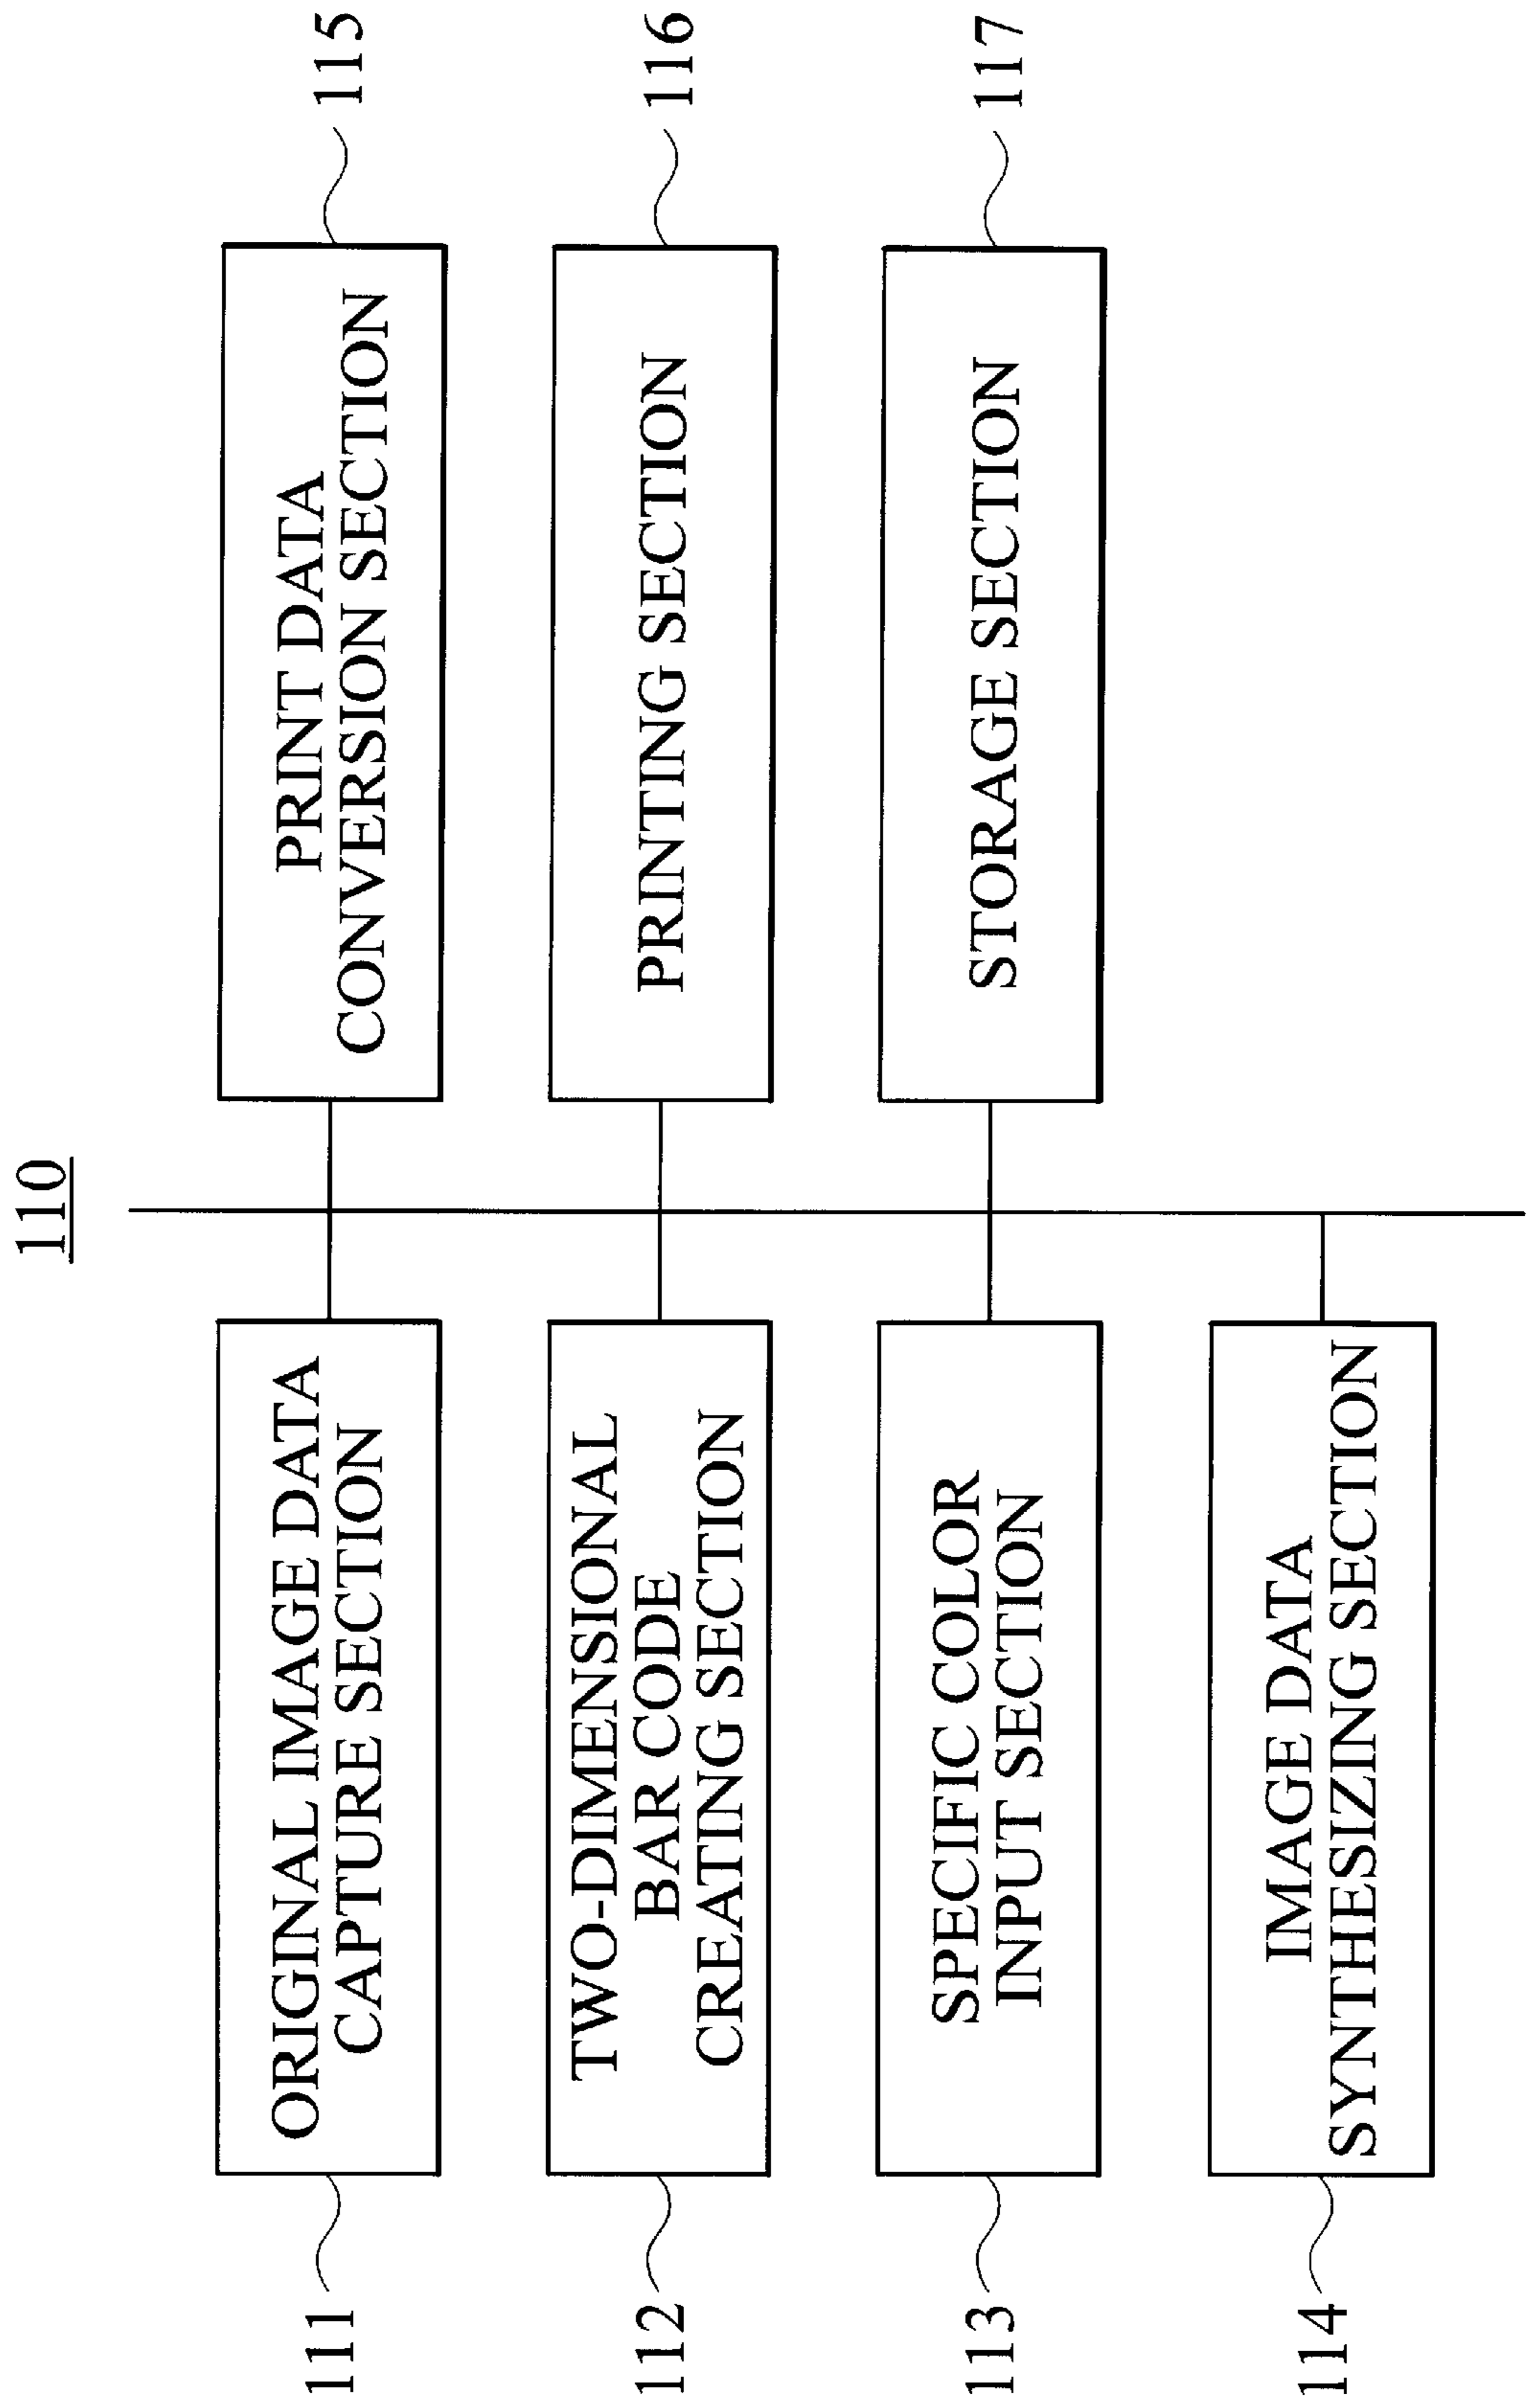 110
111
ORIGINAL IMAGE DATA
CAPTURE SECTION
112
TWO-DIMENSIONAL
BAR CODE
CREATING SECTION
113
SPECIFIC COLOR
INPUT SECTION
114
IMAGE DATA
SYNTHESIZING SECTION
PRINT DATA
CONVERSION SECTION
115
PRINTING SECTION
116
STORAGE SECTION
117